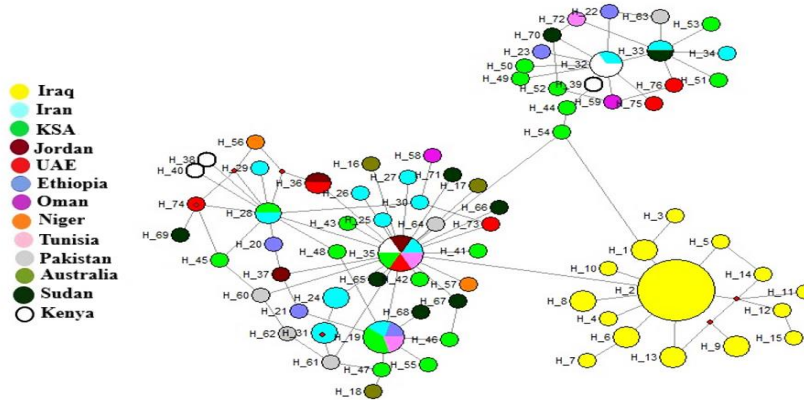 Iraq
Iran
KSA
Jordan
UAE
Ethiopia
Oman
Niger
Tunisia
Pakistan
Australia
Sudan
Kenya
H_72
H_22
H_63
H_53
H_70
H_23
H_33
H_34
H_32
H_50
H_49
H_52
H_39
H_76
H_51
H_44
H_59
H_75
H_54
H_56
H_38
H_40
H_29
H_16
H_58
H_36
H_27
H_71
H_17
H_26
H_74
H_28
H_30
H_66
H_43
H_25
H_64
H_73
H_69
H_20
H_48
H_35
H_41
H_45
H_37
H_65
H_42
H_57
H_60
H_24
H_67
H_21
H_68
H_62
H_31
H_19
H_46
H_61
H_47
H_55
H_18
H_3
H_1
H_5
H_10
H_2
H_14
H_8
H_11
H_12
H_4
H_6
H_9
H_15
H_7
H_13